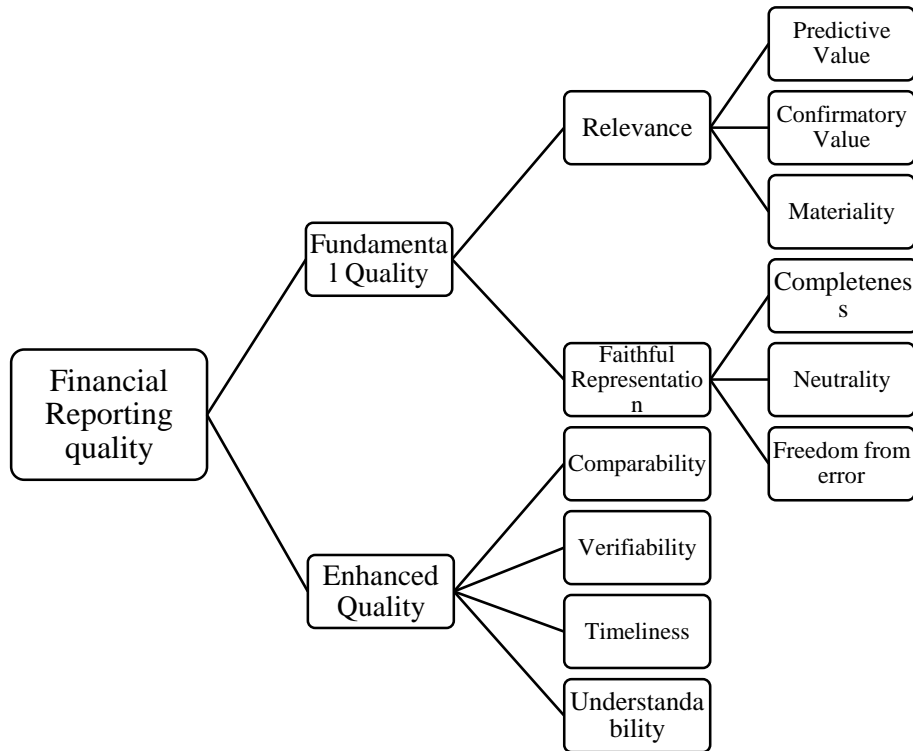 Financial
Reporting
quality
Fundamenta
l Quality
Relevance
Predictive
Value
Confirmatory
Value
Materiality
Faithful
Representatio
n
Completenes
s
Neutrality
Freedom from
error
Enhanced
Quality
Comparability
Verifiability
Timeliness
Understanda
bility